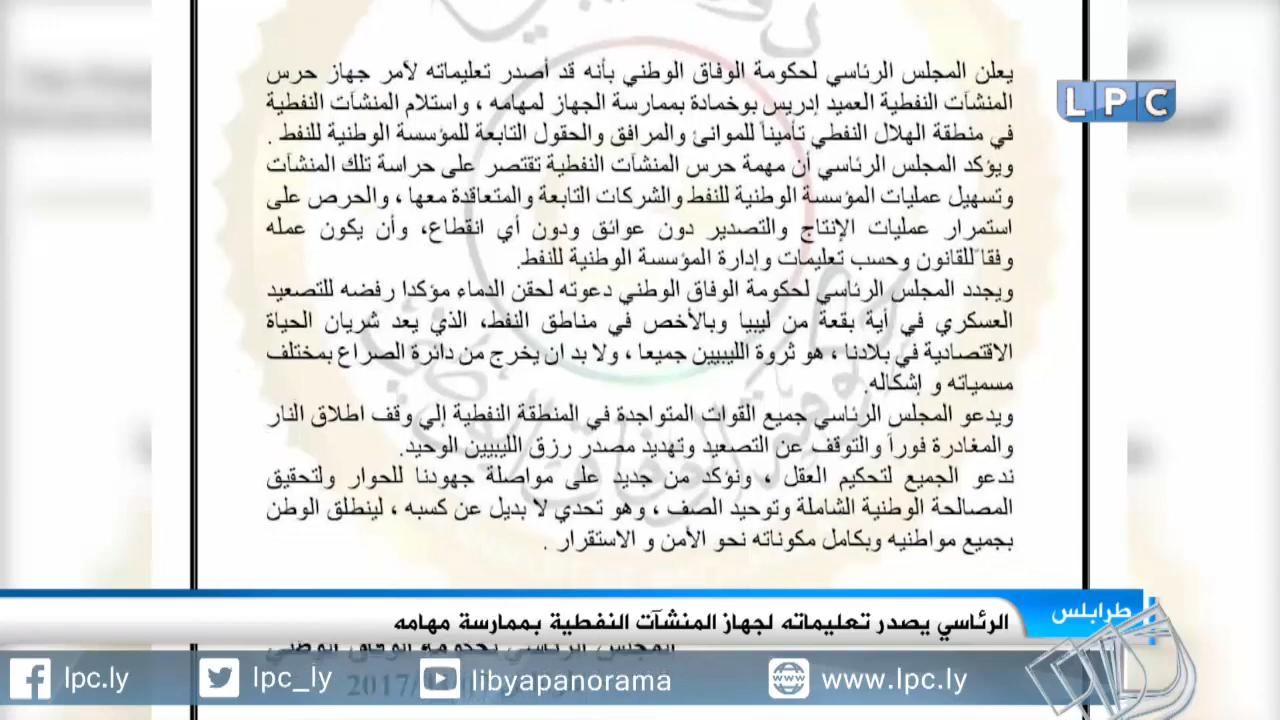 يعلن المجلس الرئاسي لحكومة الوفاق الوطني بأنه قد أصدر تعليماته لآمر جهاز حرس
المنشآت النفطية العميد إدريس بوخمادة بممارسة الجهاز لمهامه ، واستلام المنشآت النفطية
في منطقة الهلال النفطي تأميناً للموانئ والمرافق والحقول التابعة للمؤسسة الوطنية للنفط .
ويؤكد المجلس الرئاسي أن مهمة حرس المنشآت النفطية تقتصر على حراسة تلك المنشآت
وتسهيل عمليات المؤسسة الوطنية للنفط والشركات التابعة والمتعاقدة معها ، والحرص على
استمرار عمليات الإنتاج والتصدير دون عوائق ودون أي انقطاع، وأن يكون عمله
وفقا ًللقانون وحسب تعليمات وإدارة المؤسسة الوطنية للنفط.
ويجدد المجلس الرئاسي لحكومة الوفاق الوطني دعوته لحقن الدماء مؤكدا رفضه للتصعيد
العسكري في أية بقعة من ليبيا وبالأخص في مناطق النفط، الذي يعد شريان الحياة
الاقتصادية في بلادنا ، هو ثروة الليبيين جميعا ، ولا بد ان يخرج من دائرة الصراع بمختلف
مسمياته و إشكاله.
ويدعو المجلس الرئاسي جميع القوات المتواجدة في المنطقة النفطية إلي وقف اطلاق النار
والمغادرة فوراً والتوقف عن التصعيد وتهديد مصدر رزق الليبيين الوحيد.
ندعو الجميع لتحكيم العقل ، ونؤكد من جديد على مواصلة جهودنا للحوار ولتحقيق
المصالحة الوطنية الشاملة وتوحيد الصف ، وهو تحدي لا بديل عن كسبه ، لينطلق الوطن
بجميع مواطنيه وبكامل مكوناته نحو الأمن و الاستقرار .
LPC
طرابلس
الرئاسي يصدر تعليماته لجهاز المنشآت النفطية بممارسة مهامه
المجلس الرئاسي لحكومة الوفاق الوطني
2017
lpc.ly
lpc_ly
libyapanorama
www.lpc.ly